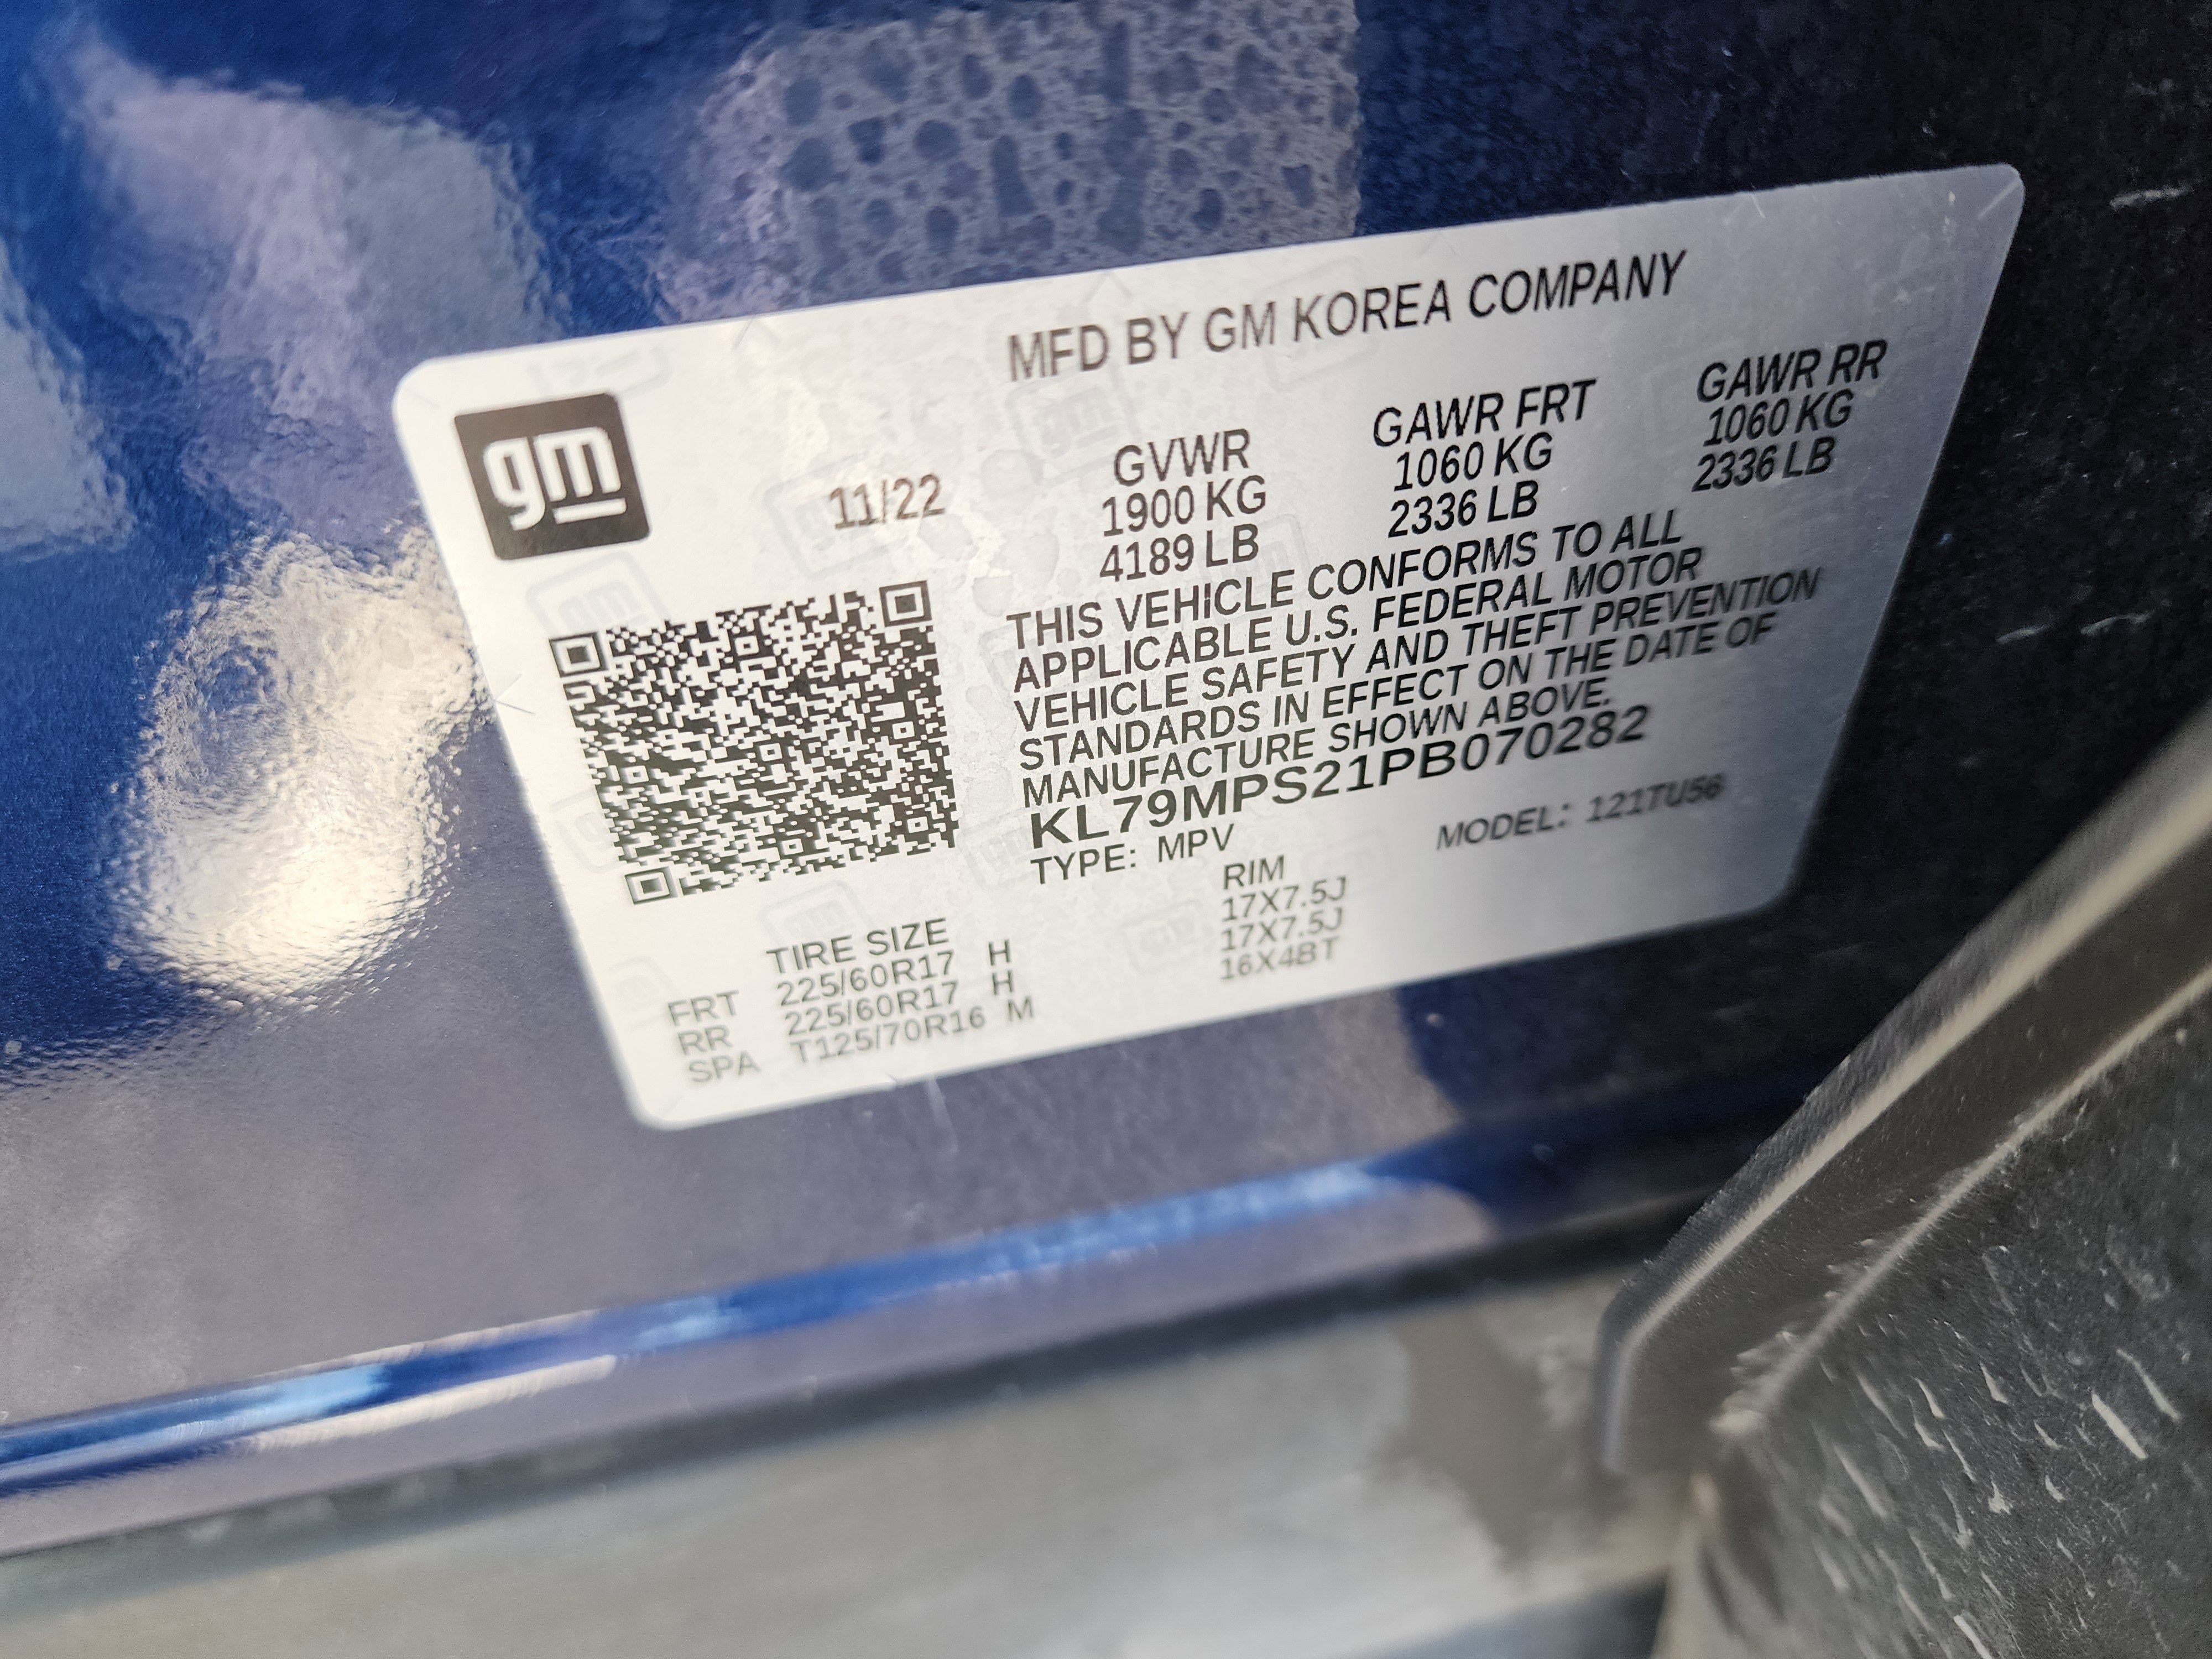 MFD BY GM KOREA COMPANY
gm
11/22
GVWR GAWR FRT GAWR RR
1900 KG 1060 KG 1060 KG
4189 LB 2336 LB 2336 LB
THIS VEHICLE CONFORMS TO ALL
APPLICABLE U.S. FEDERAL MOTOR
VEHICLE SAFETY AND THEFT PREVENTION
STANDARDS IN EFFECT ON THE DATE OF
MANUFACTURE SHOWN ABOVE.
KL79MPS21PB070282
TYPE: MPV MODEL: 121TU56
TIRE SIZE RIM
FRT 225/60R17 H 17X7.5J
RR 225/60R17 H 17X7.5J
SPA T125/70R16 M 16X4BT